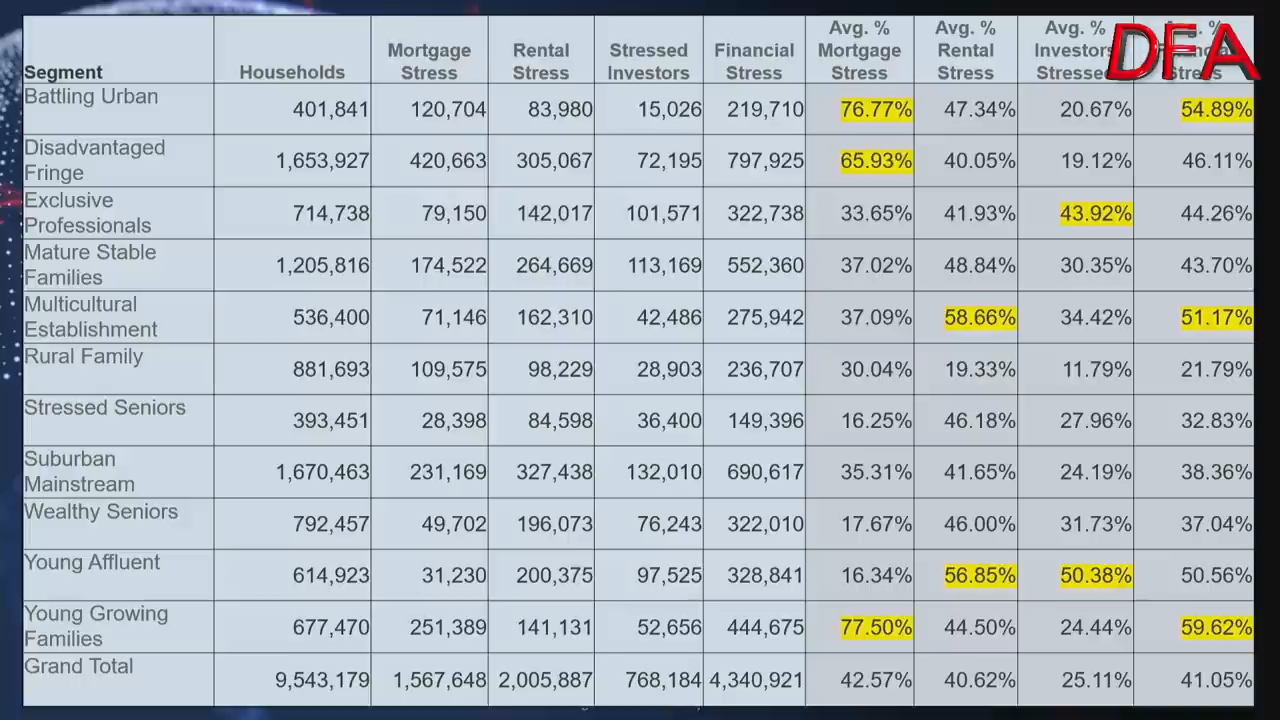 DFA
Segment Households Mortgage Stress Rental Stress Stressed Investors Financial Stress Avg. % Mortgage Stress Avg. % Rental Stress Avg. % Investors Stressed Avg. % Stress
Battling Urban 401,841 120,704 83,980 15,026 219,710 76.77% 47.34% 20.67% 54.89%
Disadvantaged Fringe 1,653,927 420,663 305,067 72,195 797,925 65.93% 40.05% 19.12% 46.11%
Exclusive Professionals 714,738 79,150 142,017 101,571 322,738 33.65% 41.93% 43.92% 44.26%
Mature Stable Families 1,205,816 174,522 264,669 113,169 552,360 37.02% 48.84% 30.35% 43.70%
Multicultural Establishment 536,400 71,146 162,310 42,486 275,942 37.09% 58.66% 34.42% 51.17%
Rural Family 881,693 109,575 98,229 28,903 236,707 30.04% 19.33% 11.79% 21.79%
Stressed Seniors 393,451 28,398 84,598 36,400 149,396 16.25% 46.18% 27.96% 32.83%
Suburban Mainstream 1,670,463 231,169 327,438 132,010 690,617 35.31% 41.65% 24.19% 38.36%
Wealthy Seniors 792,457 49,702 196,073 76,243 322,010 17.67% 46.00% 31.73% 37.04%
Young Affluent 614,923 31,230 200,375 97,525 328,841 16.34% 56.85% 50.38% 50.56%
Young Growing Families 677,470 251,389 141,131 52,656 444,675 77.50% 44.50% 24.44% 59.62%
Grand Total 9,543,179 1,567,648 2,005,887 768,184 4,340,921 42.57% 40.62% 25.11% 41.05%